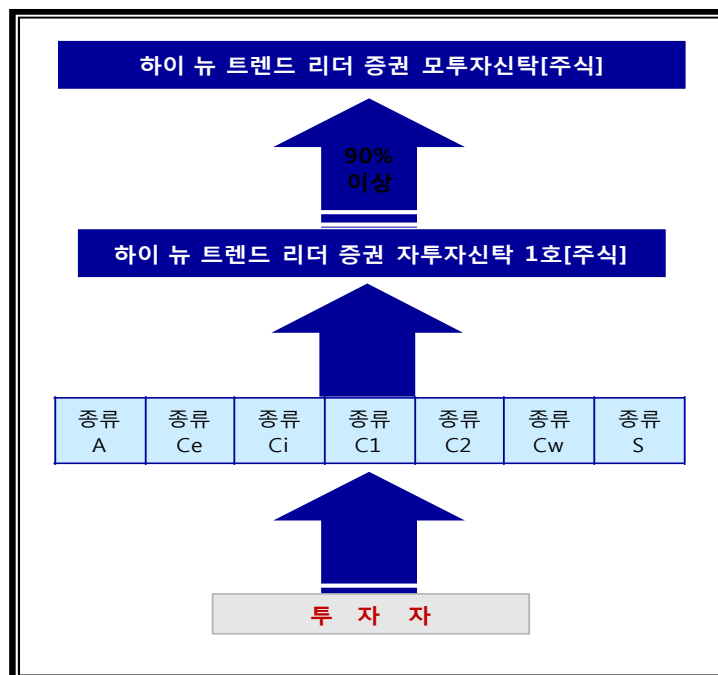 하이 뉴 트렌드 리더 증권 모투자신탁[주식]
90%
이상
하이 뉴 트렌드 리더 증권 자투자신탁 1호[주식]
종류 종류 종류 종류 종류 종류 종류
A Ce Ci C1 C2 Cw S
투 자 자